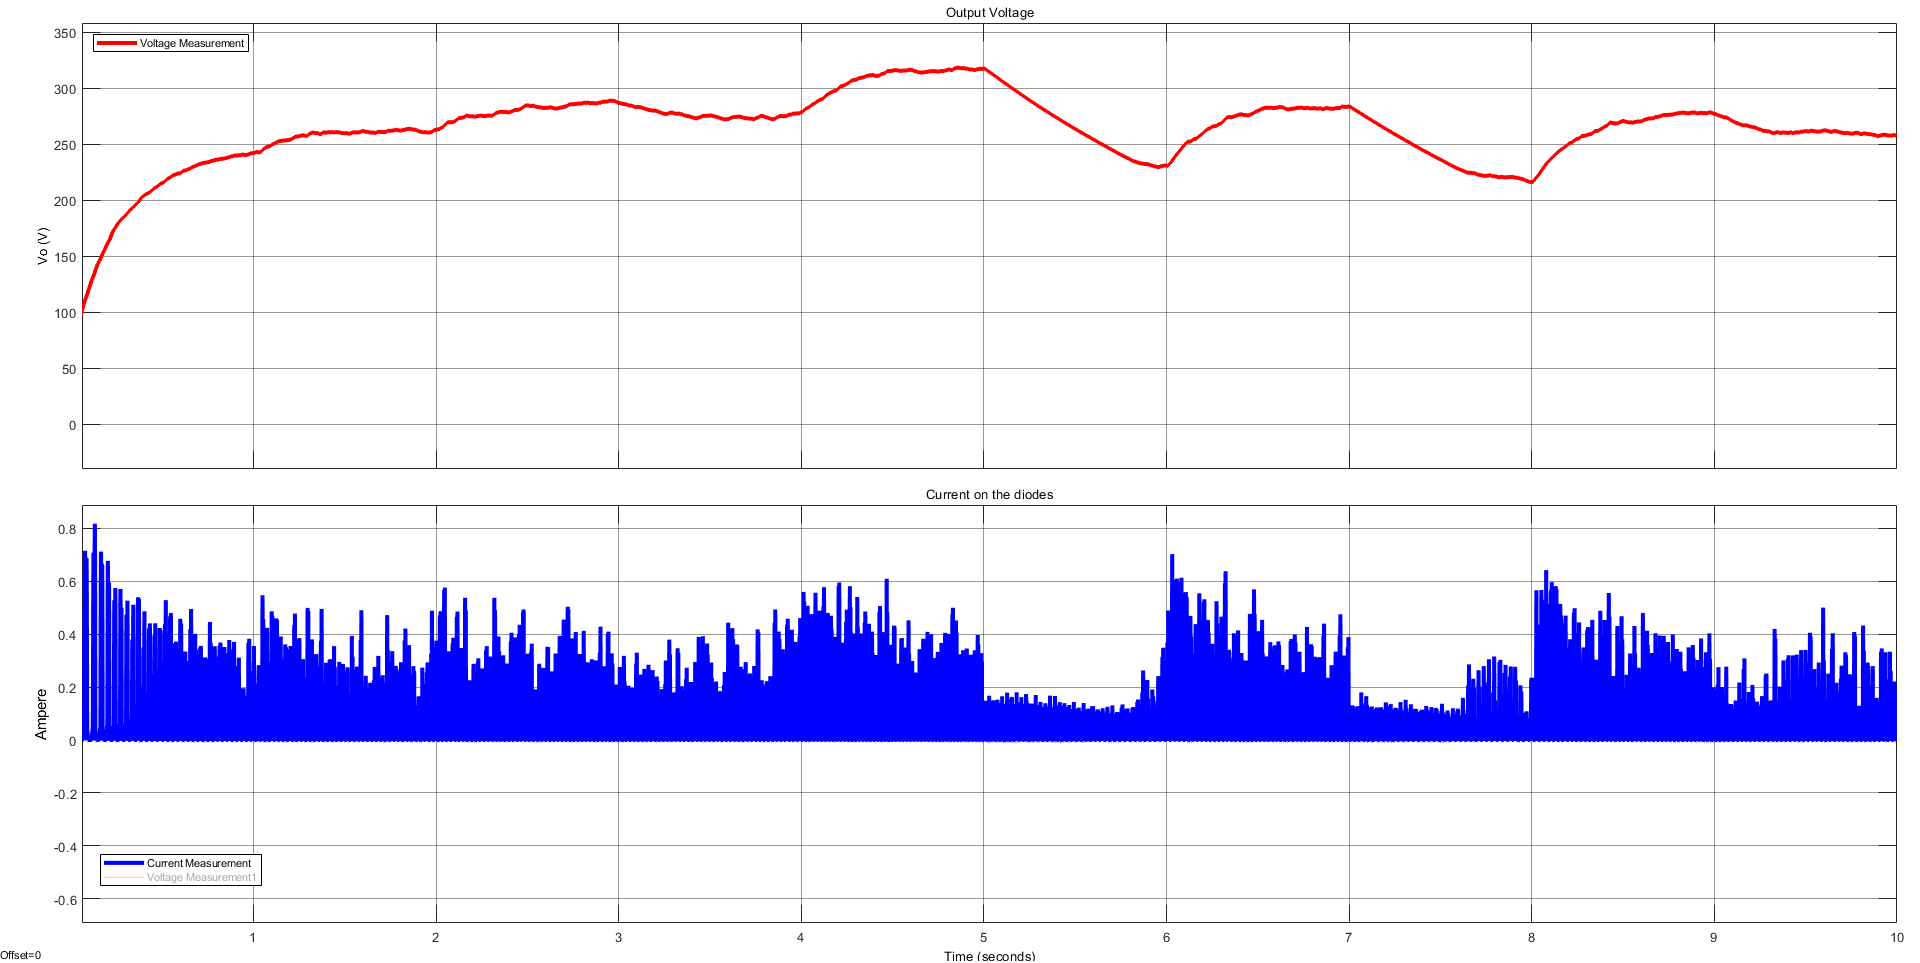 Output Voltage
350
Voltage Measurement
300
250
200
Vo (V)
150
100
50
0
Current on the diodes
0.8
0.6
0.4
0.2
Ampere
0
-0.2
-0.4
Current Measurement
Voltage Measurement1
-0.6
1 2 3 4 5 6 7 8 9 10
Offset=0
Time (seconds)